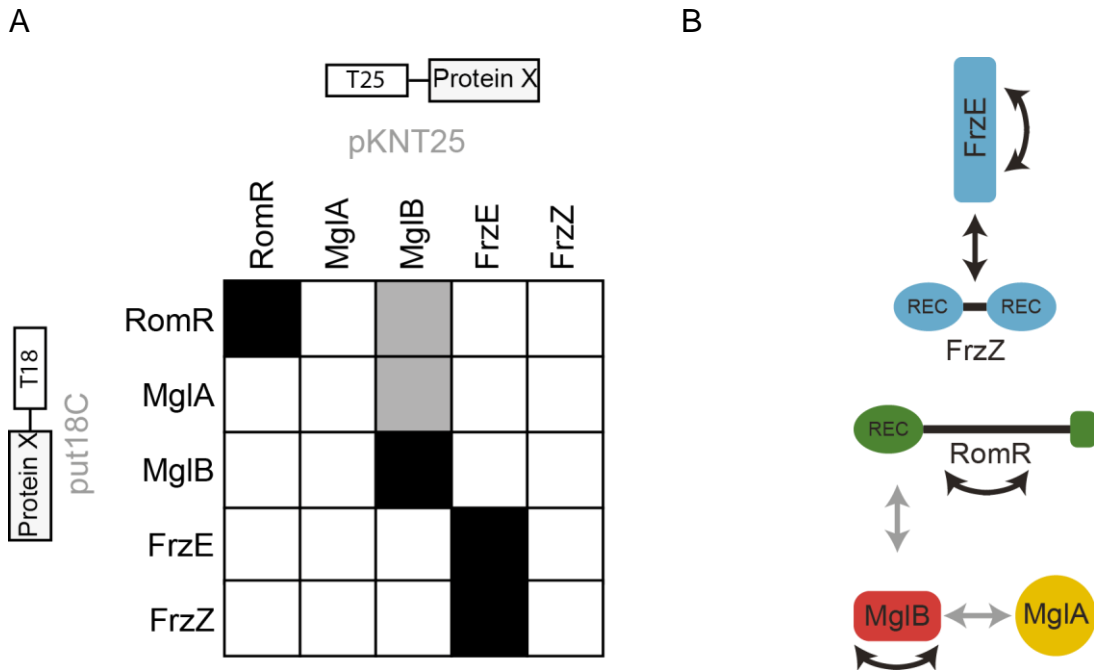 A
B
T25
Protein X
pKNT25
RomR
MglA
MglB
FrzE
FrzZ
T18
Protein X
put18C
RomR
MglA
MglB
FrzE
FrzZ
FrzE
REC
REC
FrzZ
REC
RomR
MglB
MglA